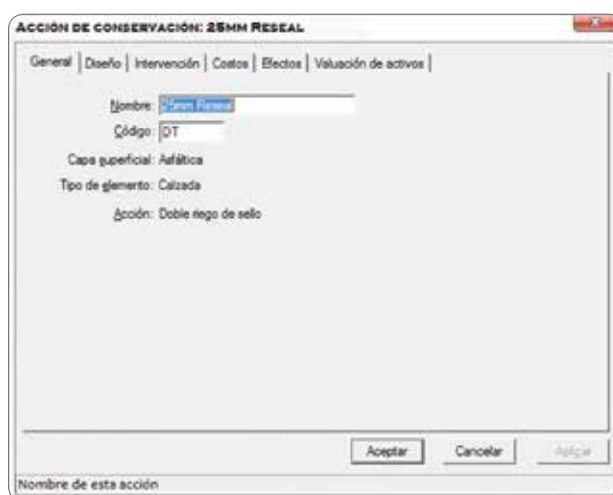 ACCIÓN DE CONSERVACIÓN: 25MM RESEAL
General Diseño Intervención Costos Efectos Valuación de activos
Nombre: 25mm Reseal
Código: DT
Capa superficial: Asfáltica
Tipo de elemento: Calzada
Acción: Doble riego de sello
Aceptar Cancelar Aplicar
Nombre de esta acción